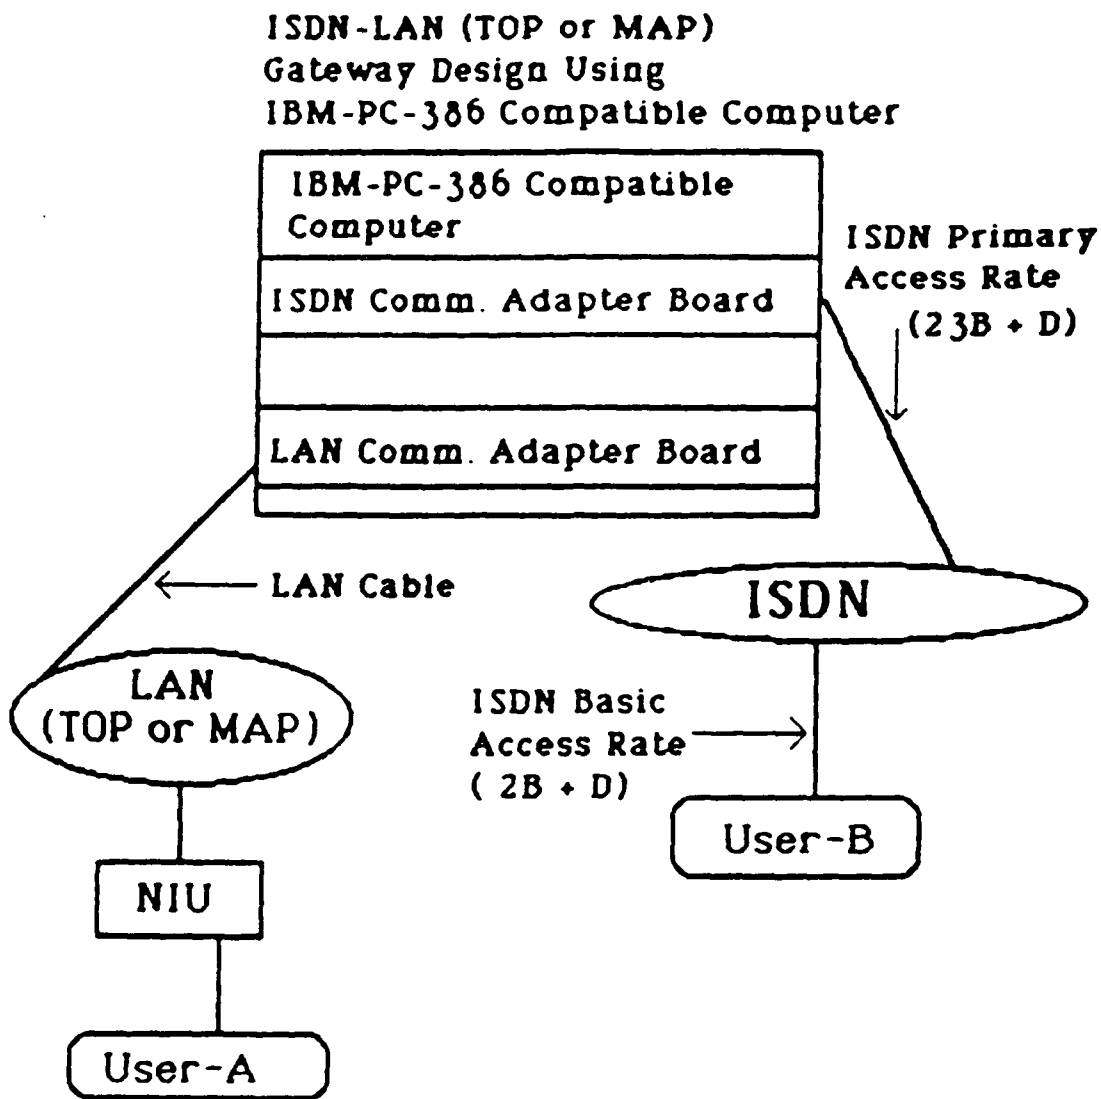 ISDN-LAN (TOP or MAP)
Gateway Design Using
IBM-PC-386 Compatible Computer
IBM-PC-386 Compatible
Computer
ISDN Primary
Access Rate
(23B + D)
ISDN Comm. Adapter Board
LAN Comm. Adapter Board
LAN Cable
ISDN
LAN
(TOP or MAP)
ISDN Basic
Access Rate
( 2B + D)
User-B
NIU
User-A